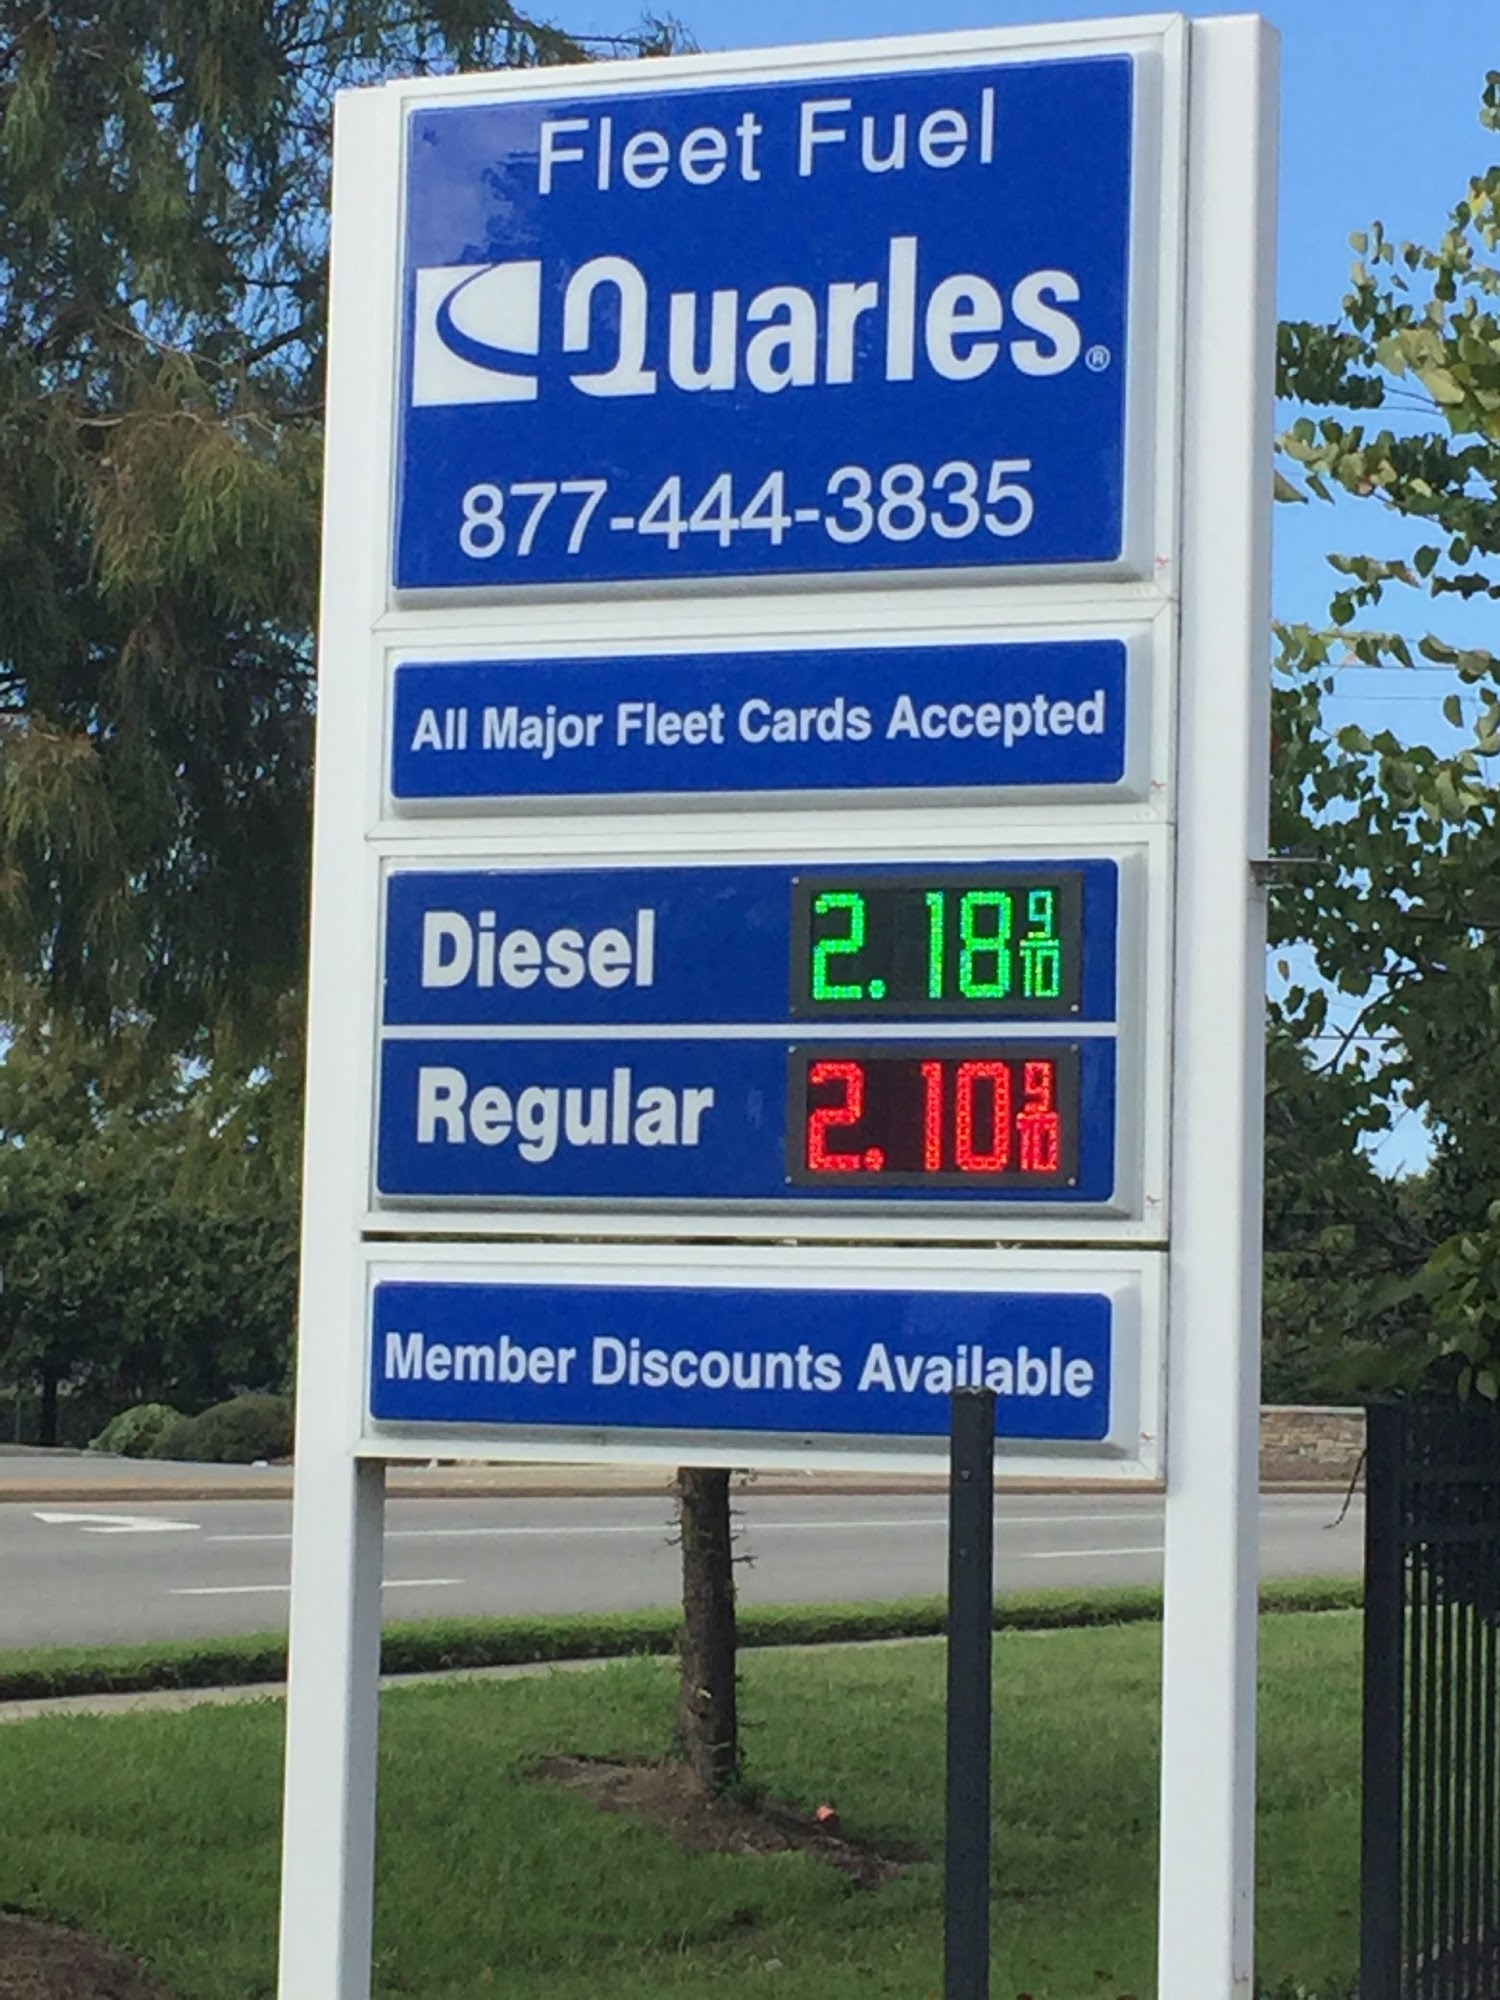 Fleet Fuel
Quarles®
877-444-3835
All Major Fleet Cards Accepted
Diesel 2.18 9/10
Regular 2.10 9/10
Member Discounts Available